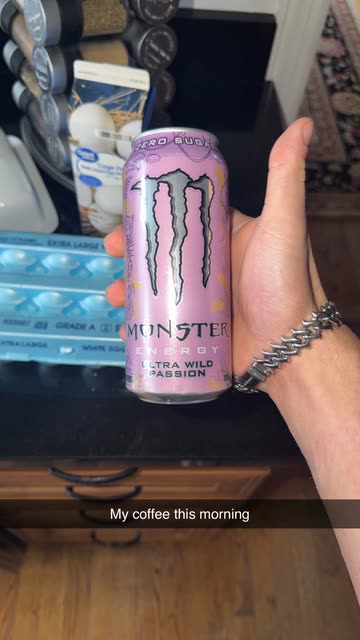 ZERO SUGAR
MONSTER
ENERGY
ULTRA WILD
PASSION
EXTRA LARGE
GRADE A
EXTRA LARGE
My coffee this morning